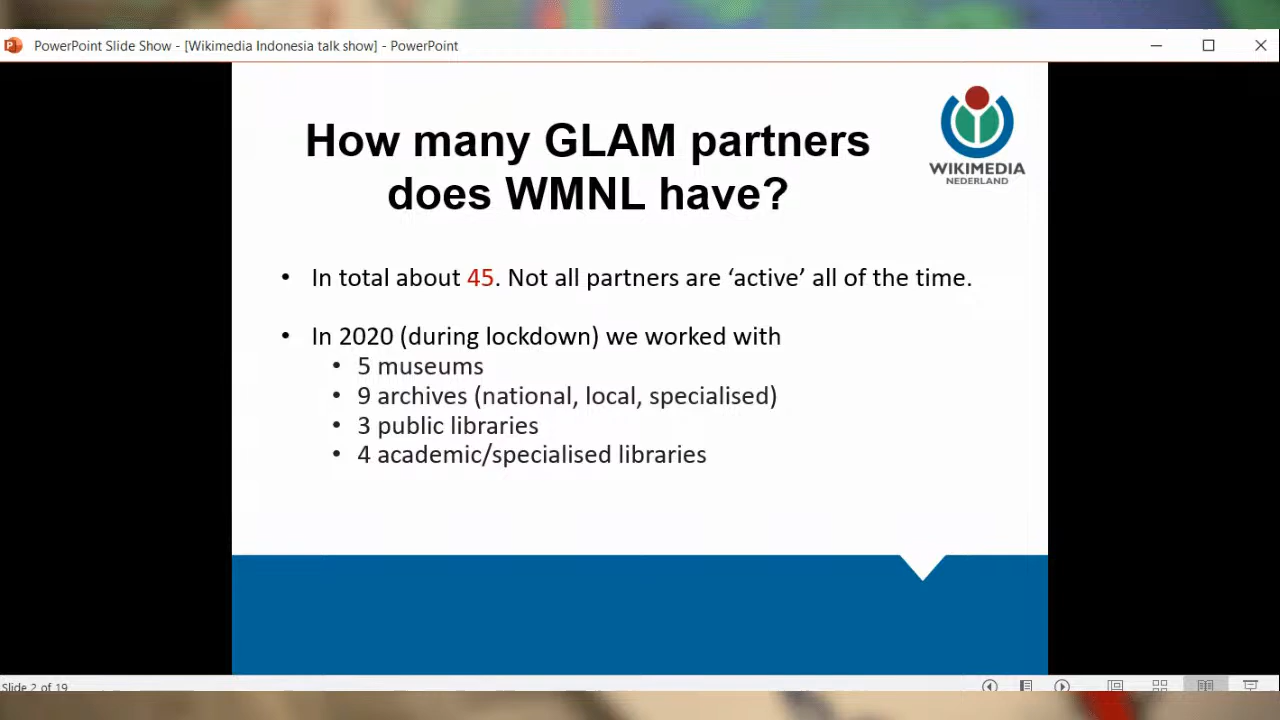 PowerPoint Slide Show - [Wikimedia Indonesia talk show] - PowerPoint
How many GLAM partners
does WMNL have?
WIKIMEDIA
NEDERLAND
• In total about 45. Not all partners are ‘active’ all of the time.
• In 2020 (during lockdown) we worked with
• 5 museums
• 9 archives (national, local, specialised)
• 3 public libraries
• 4 academic/specialised libraries
Slide 2 of 19